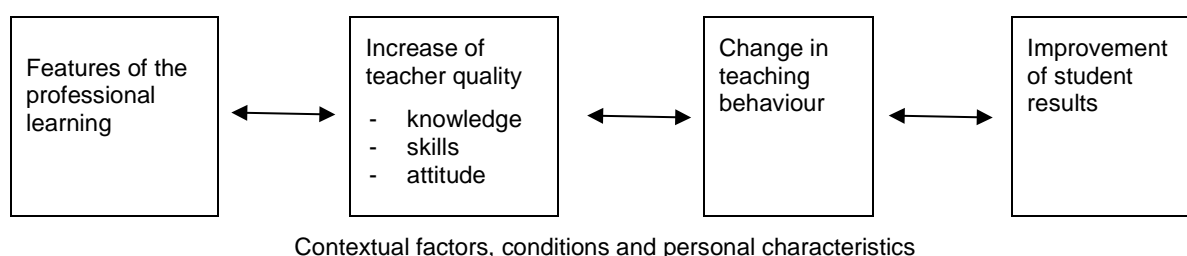 Features of the
professional
learning
Increase of
teacher quality
- knowledge
- skills
- attitude
Change in
teaching
behaviour
Improvement
of student
results
Contextual factors, conditions and personal characteristics